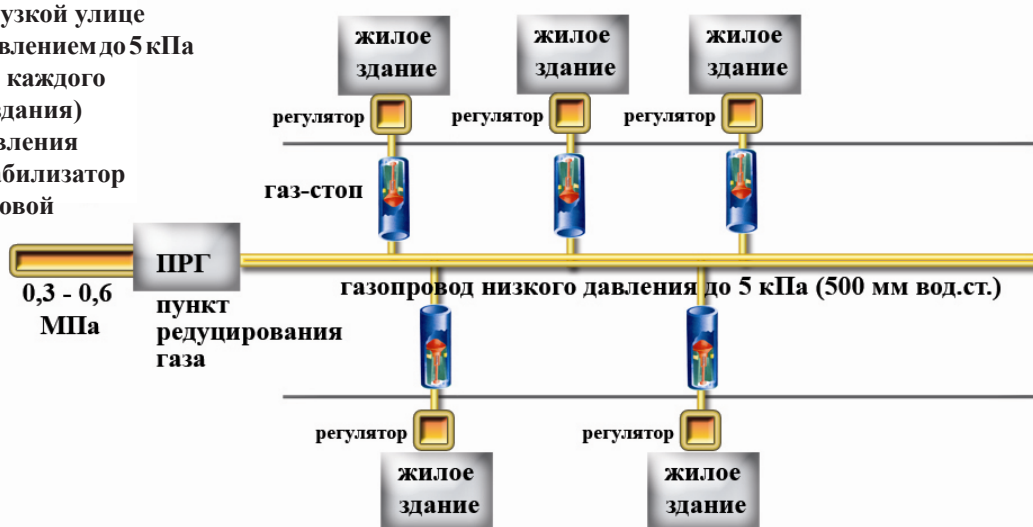 узкой улице
влением до 5 кПа
каждого
здания)
вления
билизатор
овой
жилое
здание
жилое
здание
жилое
здание
регулятор
регулятор
регулятор
газ-стоп
ПРГ
0,3 - 0,6
МПа
пункт
редуцирования
газа
газопровод низкого давления до 5 кПа (500 мм вод.ст.)
регулятор
регулятор
жилое
здание
жилое
здание